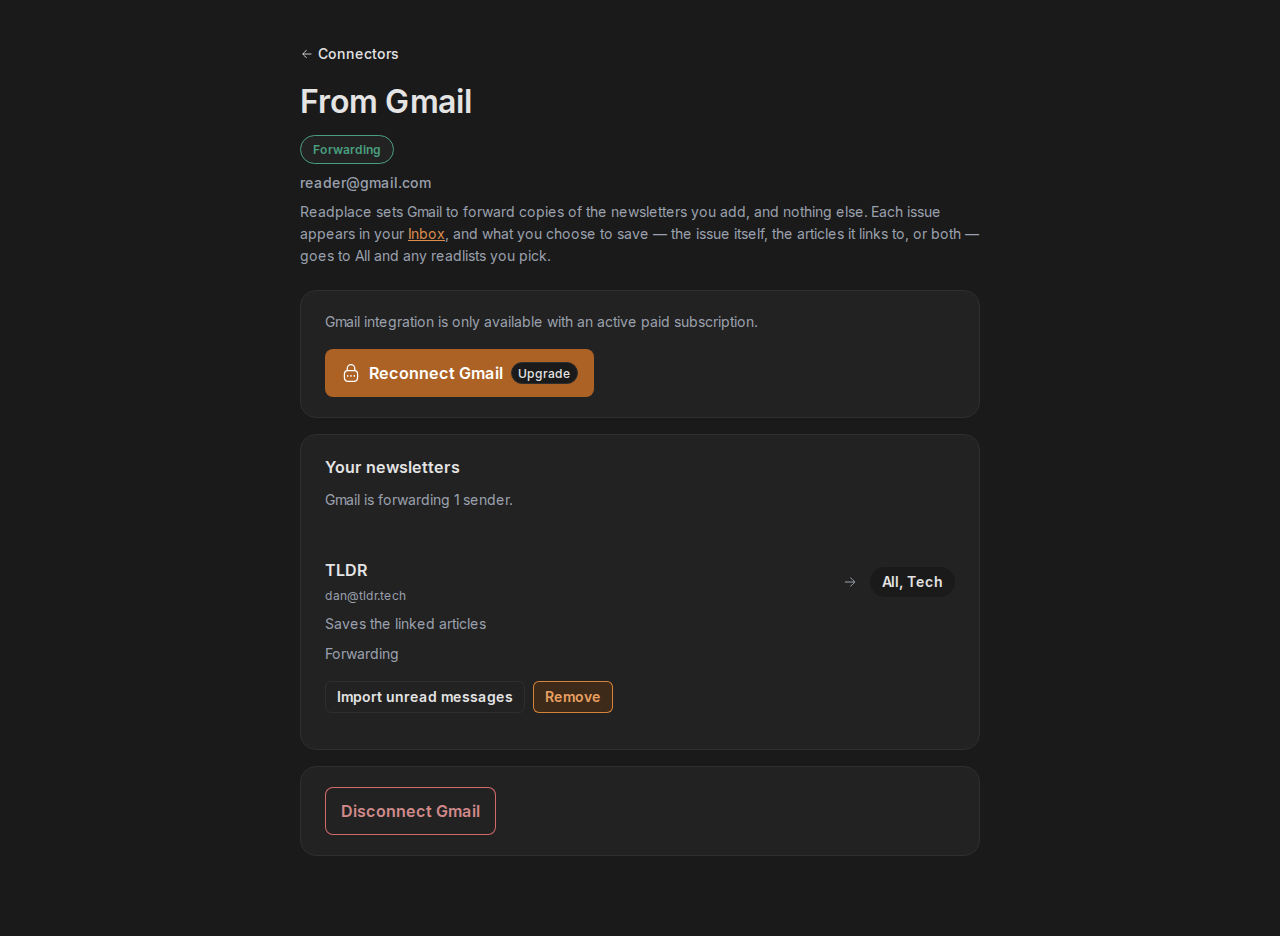 ← Connectors
From Gmail
Forwarding
reader@gmail.com
Readplace sets Gmail to forward copies of the newsletters you add, and nothing else. Each issue
appears in your Inbox, and what you choose to save — the issue itself, the articles it links to, or both —
goes to All and any readlists you pick.
Gmail integration is only available with an active paid subscription.
Reconnect Gmail Upgrade
Your newsletters
Gmail is forwarding 1 sender.
TLDR
→ All, Tech
dan@tldr.tech
Saves the linked articles
Forwarding
Import unread messages Remove
Disconnect Gmail